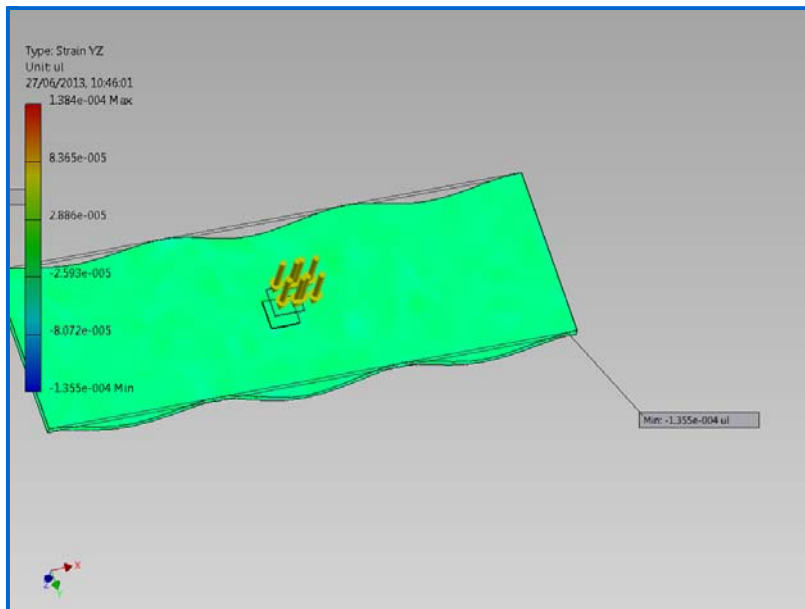 Type: Strain YZ
Unit: ul
27/06/2013, 10:46:01
1.384e-004 Max
8.365e-005
2.886e-005
-2.593e-005
-8.072e-005
-1.355e-004 Min
Min: -1.355e-004 ul
X
Z
Y